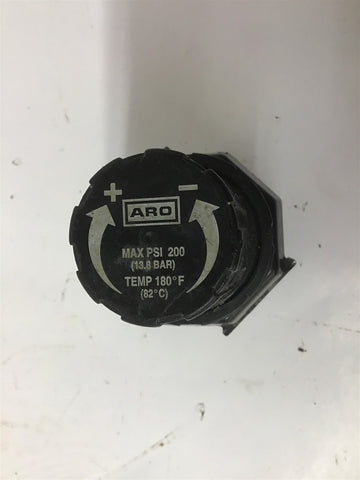 + −
ARO
MAX PSI 200
(13.8 BAR)
TEMP 180°F
(82°C)